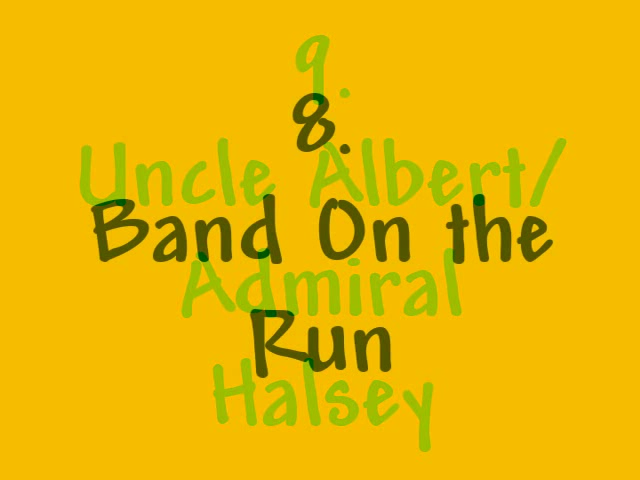 9.
8.
Uncle Albert/
Band On the
Admiral
Run
Halsey